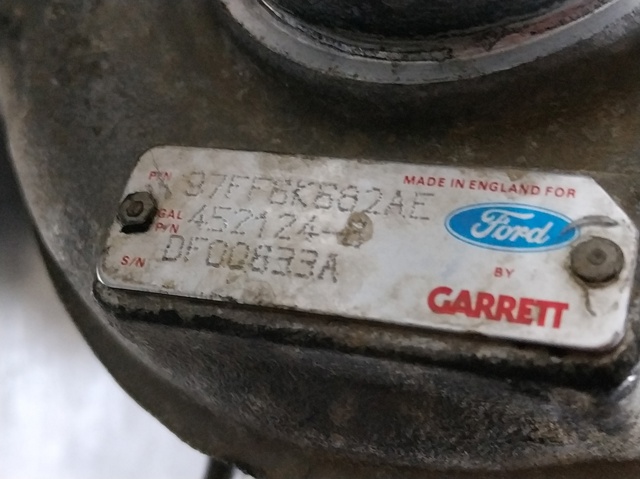 P/N 97FF6K682AE
GAL P/N 452124-
S/N DF00833A
MADE IN ENGLAND FOR
Ford
BY
GARRETT